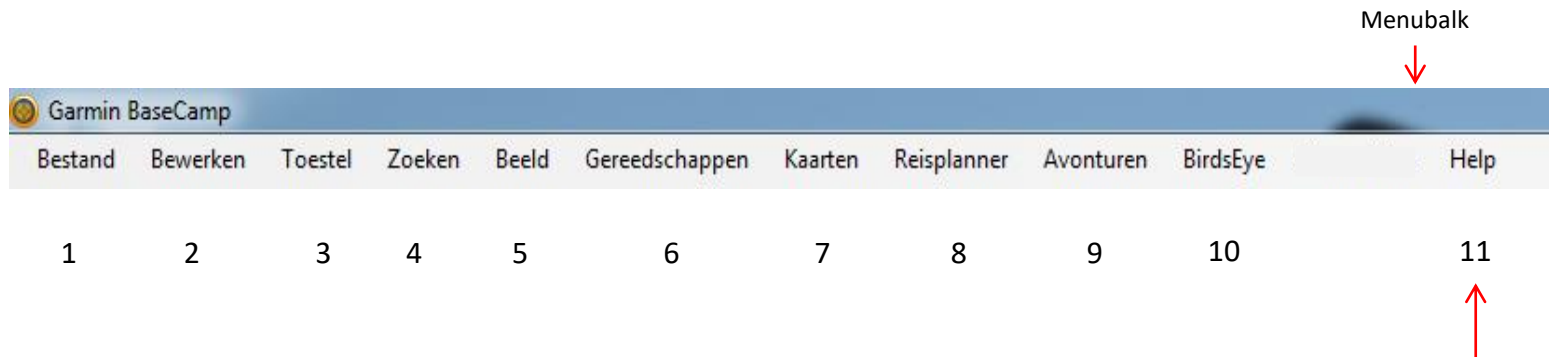 Menubalk
Garmin BaseCamp
Bestand Bewerken Toestel Zoeken Beeld Gereedschappen Kaarten Reisplanner Avonturen BirdsEye Help
1 2 3 4 5 6 7 8 9 10 11